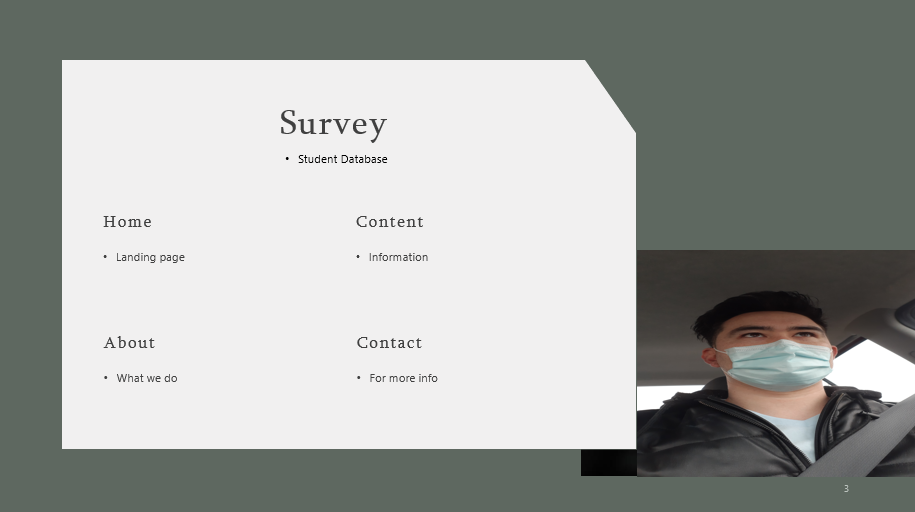 Survey
• Student Database
Home
• Landing page
Content
• Information
About
• What we do
Contact
• For more info
3